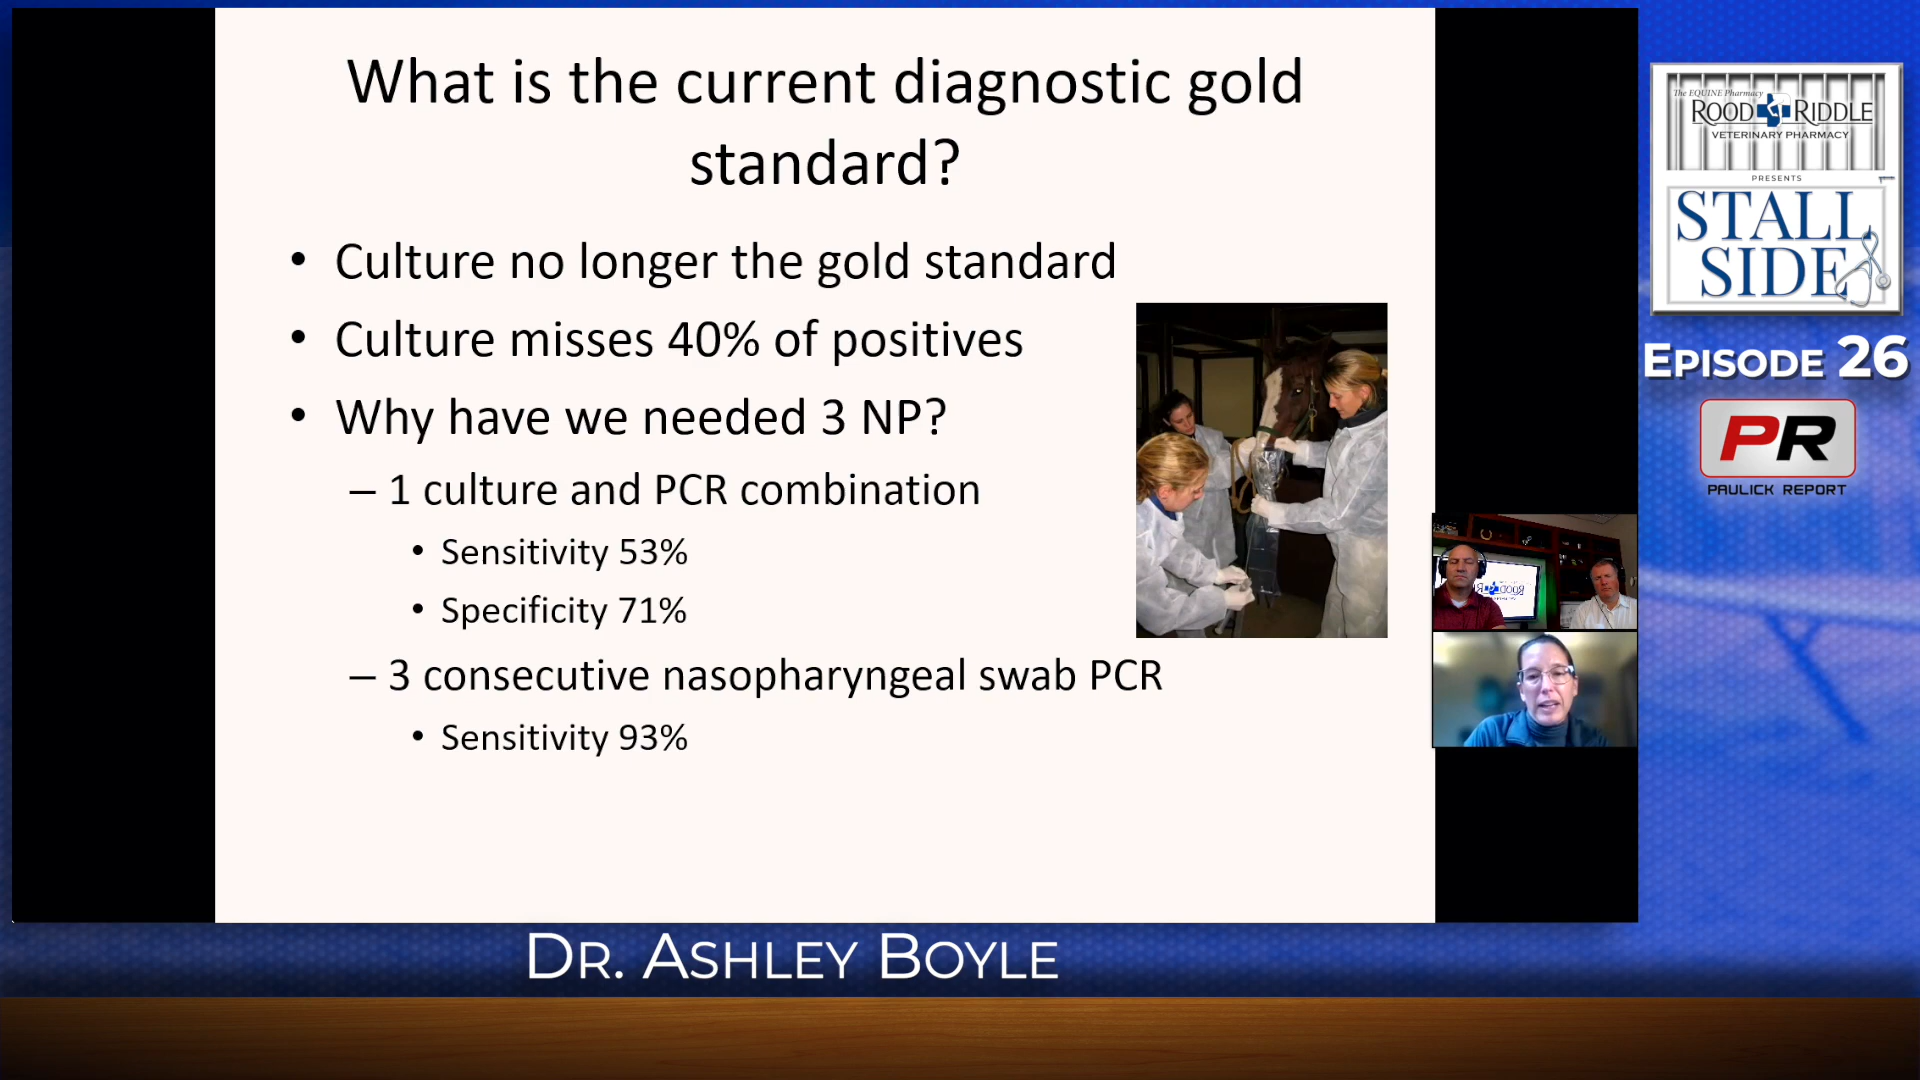 What is the current diagnostic gold
standard?
• Culture no longer the gold standard
• Culture misses 40% of positives
• Why have we needed 3 NP?
– 1 culture and PCR combination
• Sensitivity 53%
• Specificity 71%
– 3 consecutive nasopharyngeal swab PCR
• Sensitivity 93%
The EQUINE Pharmacy
ROOD RIDDLE
VETERINARY PHARMACY
PRESENTS
STALL
SIDE
EPISODE 26
PR
PAULICK REPORT
DR. ASHLEY BOYLE